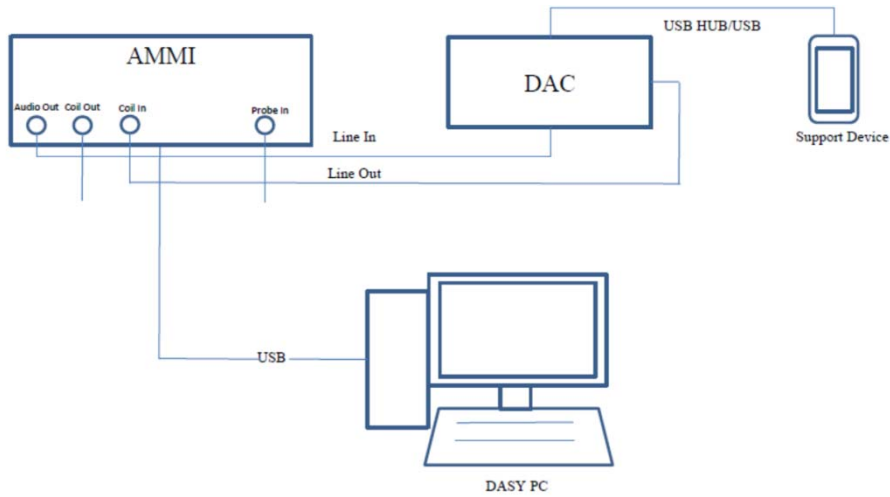 USB HUB/USB
AMMI
DAC
Audio Out Coil Out Coil In Probe In
Line In
Support Device
Line Out
USB
DASY PC